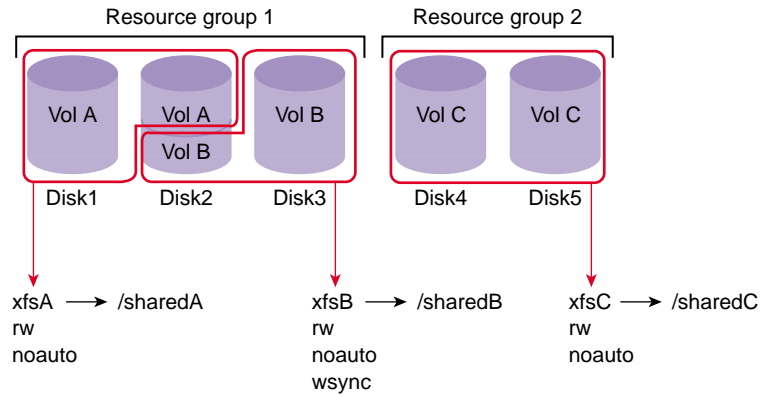 Resource group 1
Resource group 2
Vol A
Vol A
Vol B
Vol B
Vol C
Vol C
Disk1
Disk2
Disk3
Disk4
Disk5
xfsA
/sharedA
rw
noauto
xfsB
/sharedB
rw
noauto
wsync
xfsC
/sharedC
rw
noauto